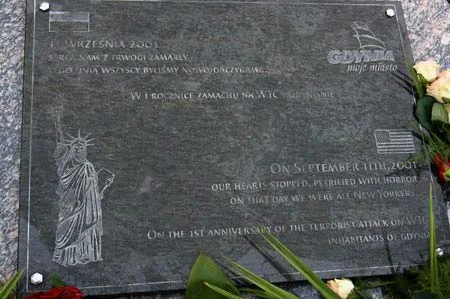 11 WRZEŚNIA 2001
SERCA NAM Z TRWOGI ZAMARŁY
TEGO DNIA WSZYSCY BYLIŚMY NOWOJORCZYKAMI...
GDYNIA
moje miasto
W I ROCZNICĘ ZAMACHU NA WTC GDYNIANIE
ON SEPTEMBER 11TH, 2001
OUR HEARTS STOPPED, PETRIFIED WITH HORROR
ON THAT DAY WE WERE ALL NEW YORKERS...
ON THE 1ST ANNIVERSARY OF THE TERRORIST ATTACK ON WTC
INHABITANTS OF GDYNIA